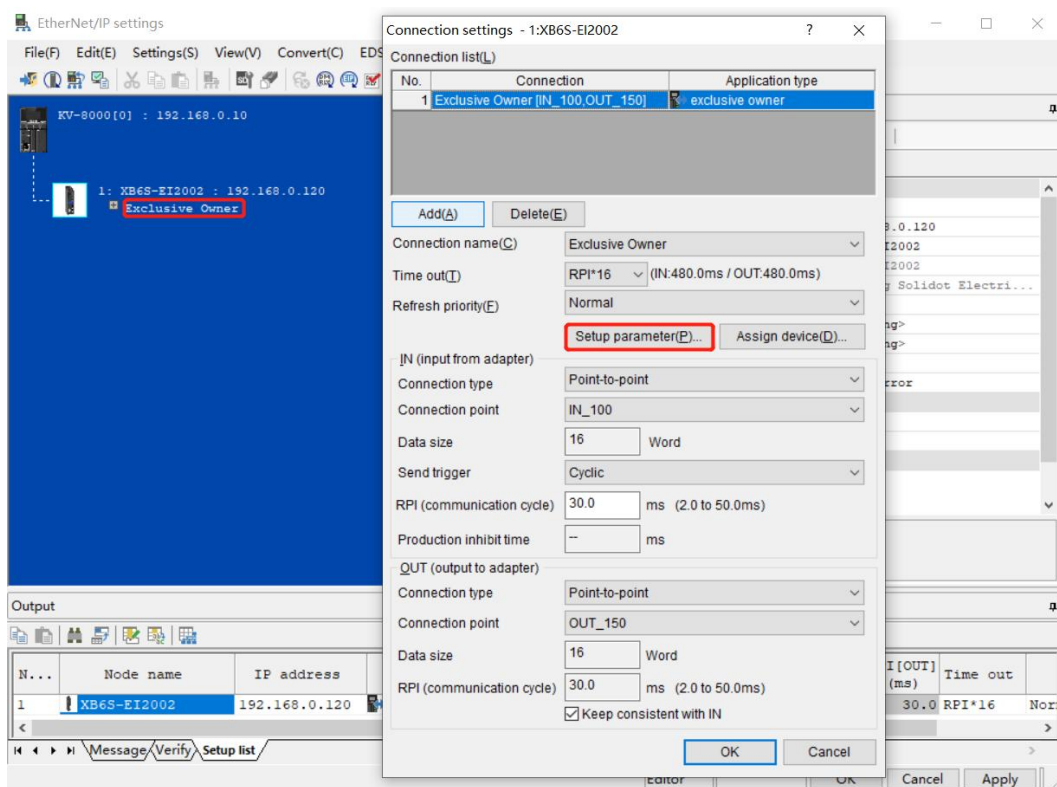 EtherNet/IP settings
File(F) Edit(E) Settings(S) View(V) Convert(C) EDS
KV-8000[0] : 192.168.0.10
1: XB6S-EI2002 : 192.168.0.120
Exclusive Owner
Connection settings - 1:XB6S-EI2002
Connection list(L)
No. Connection Application type
1 Exclusive Owner [IN_100,OUT_150] exclusive owner
Add(A) Delete(E)
Connection name(C) Exclusive Owner
Time out(T) RPI*16 (IN:480.0ms / OUT:480.0ms)
Refresh priority(F) Normal
Setup parameter(P)... Assign device(D)...
IN (input from adapter)
Connection type Point-to-point
Connection point IN_100
Data size 16 Word
Send trigger Cyclic
RPI (communication cycle) 30.0 ms (2.0 to 50.0ms)
Production inhibit time -- ms
OUT (output to adapter)
Connection type Point-to-point
Connection point OUT_150
Data size 16 Word
RPI (communication cycle) 30.0 ms (2.0 to 50.0ms)
Keep consistent with IN
OK Cancel
.0.120
I2002
I2002
Solidot Electri...
ng>
ng>
rror
Output
N... Node name IP address I[OUT] (ms) Time out
1 XB6S-EI2002 192.168.0.120 30.0 RPI*16 Nor
Message Verify Setup list
Editor OK Cancel Apply